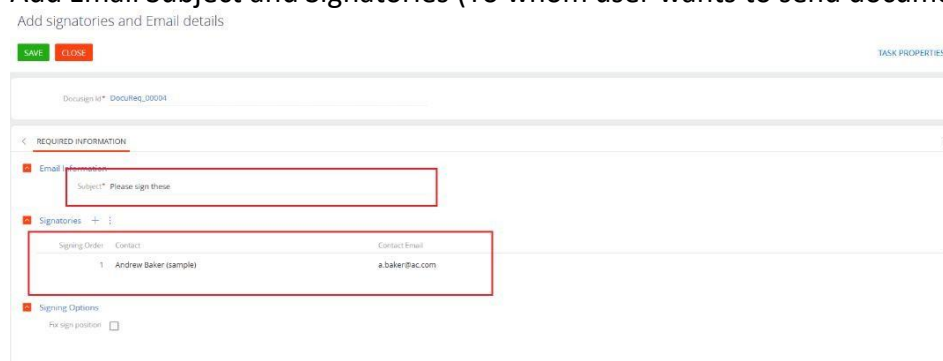 Add Email Subject and Signatories (To whom user wants to send docume
Add signatories and Email details
SAVE CLOSE TASK PROPERTIES
Docusign Id* DocuReq_00004
< REQUIRED INFORMATION
Email Information
Subject* Please sign these
Signatories + ⋮
Signing Order Contact Contact Email
1 Andrew Baker (sample) a.baker@ac.com
Signing Options
Fix sign position